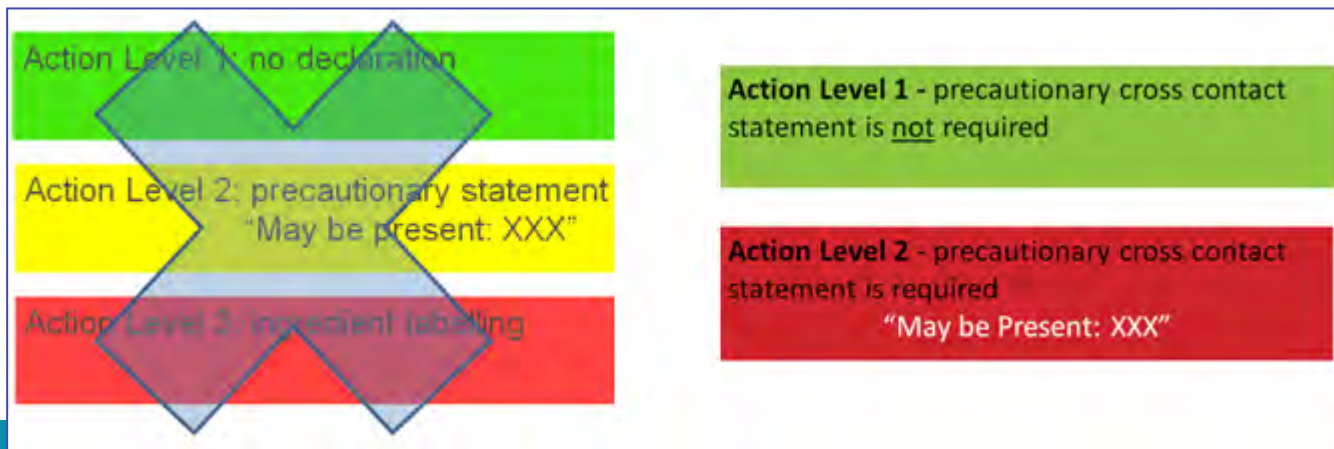 Action Level 1: no declaration
Action Level 2: precautionary statement
“May be present: XXX”
Action Level 3: ingredient labelling
Action Level 1 - precautionary cross contact
statement is not required
Action Level 2 - precautionary cross contact
statement is required
“May be Present: XXX”